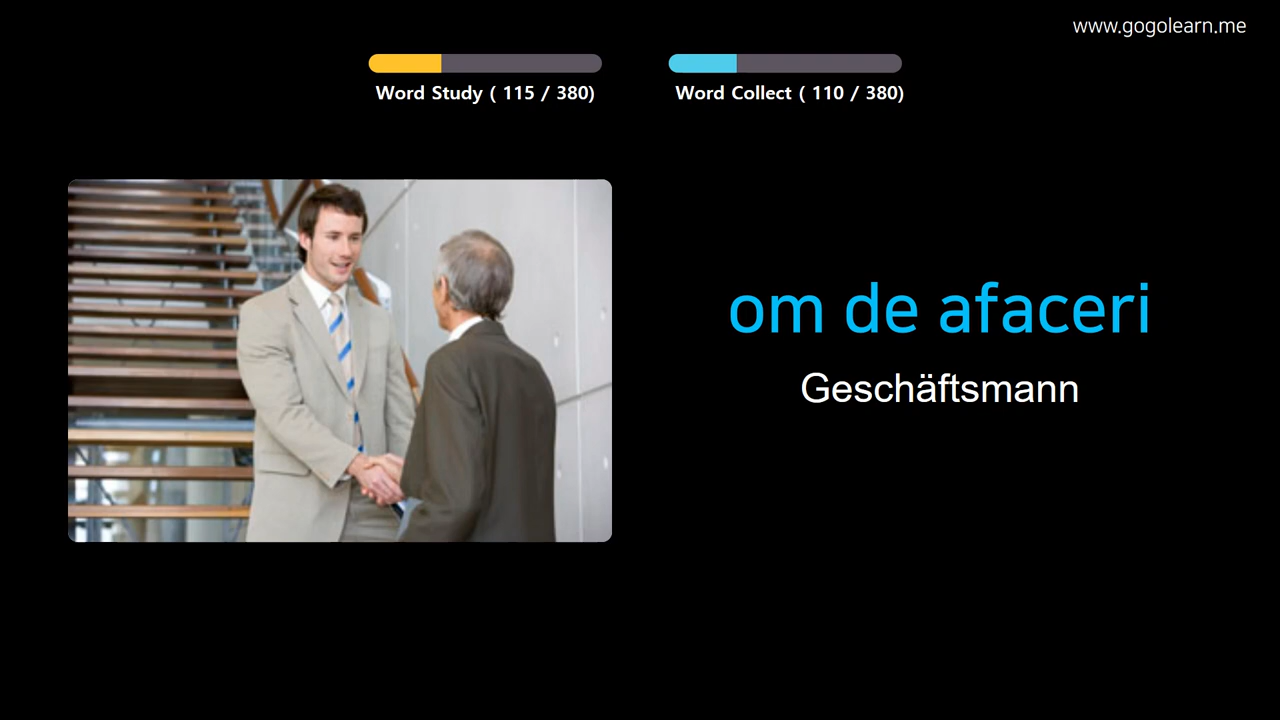 www.gogolearn.me
Word Study ( 115 / 380)
Word Collect ( 110 / 380)
om de afaceri
Geschäftsmann